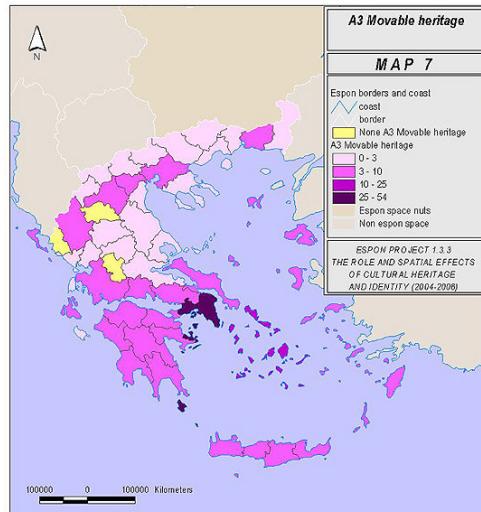 A3 Movable heritage
MAP 7
N
Espon borders and coast
coast
border
None A3 Movable heritage
A3 Movable heritage
0 - 3
3 - 10
10 - 25
25 - 54
Espon space nuts
Non espon space
ESPON PROJECT 1.3.3
THE ROLE AND SPATIAL EFFECTS
OF CULTURAL HERITAGE
AND IDENTITY (2004-2006)
100000 0 100000 Kilometers